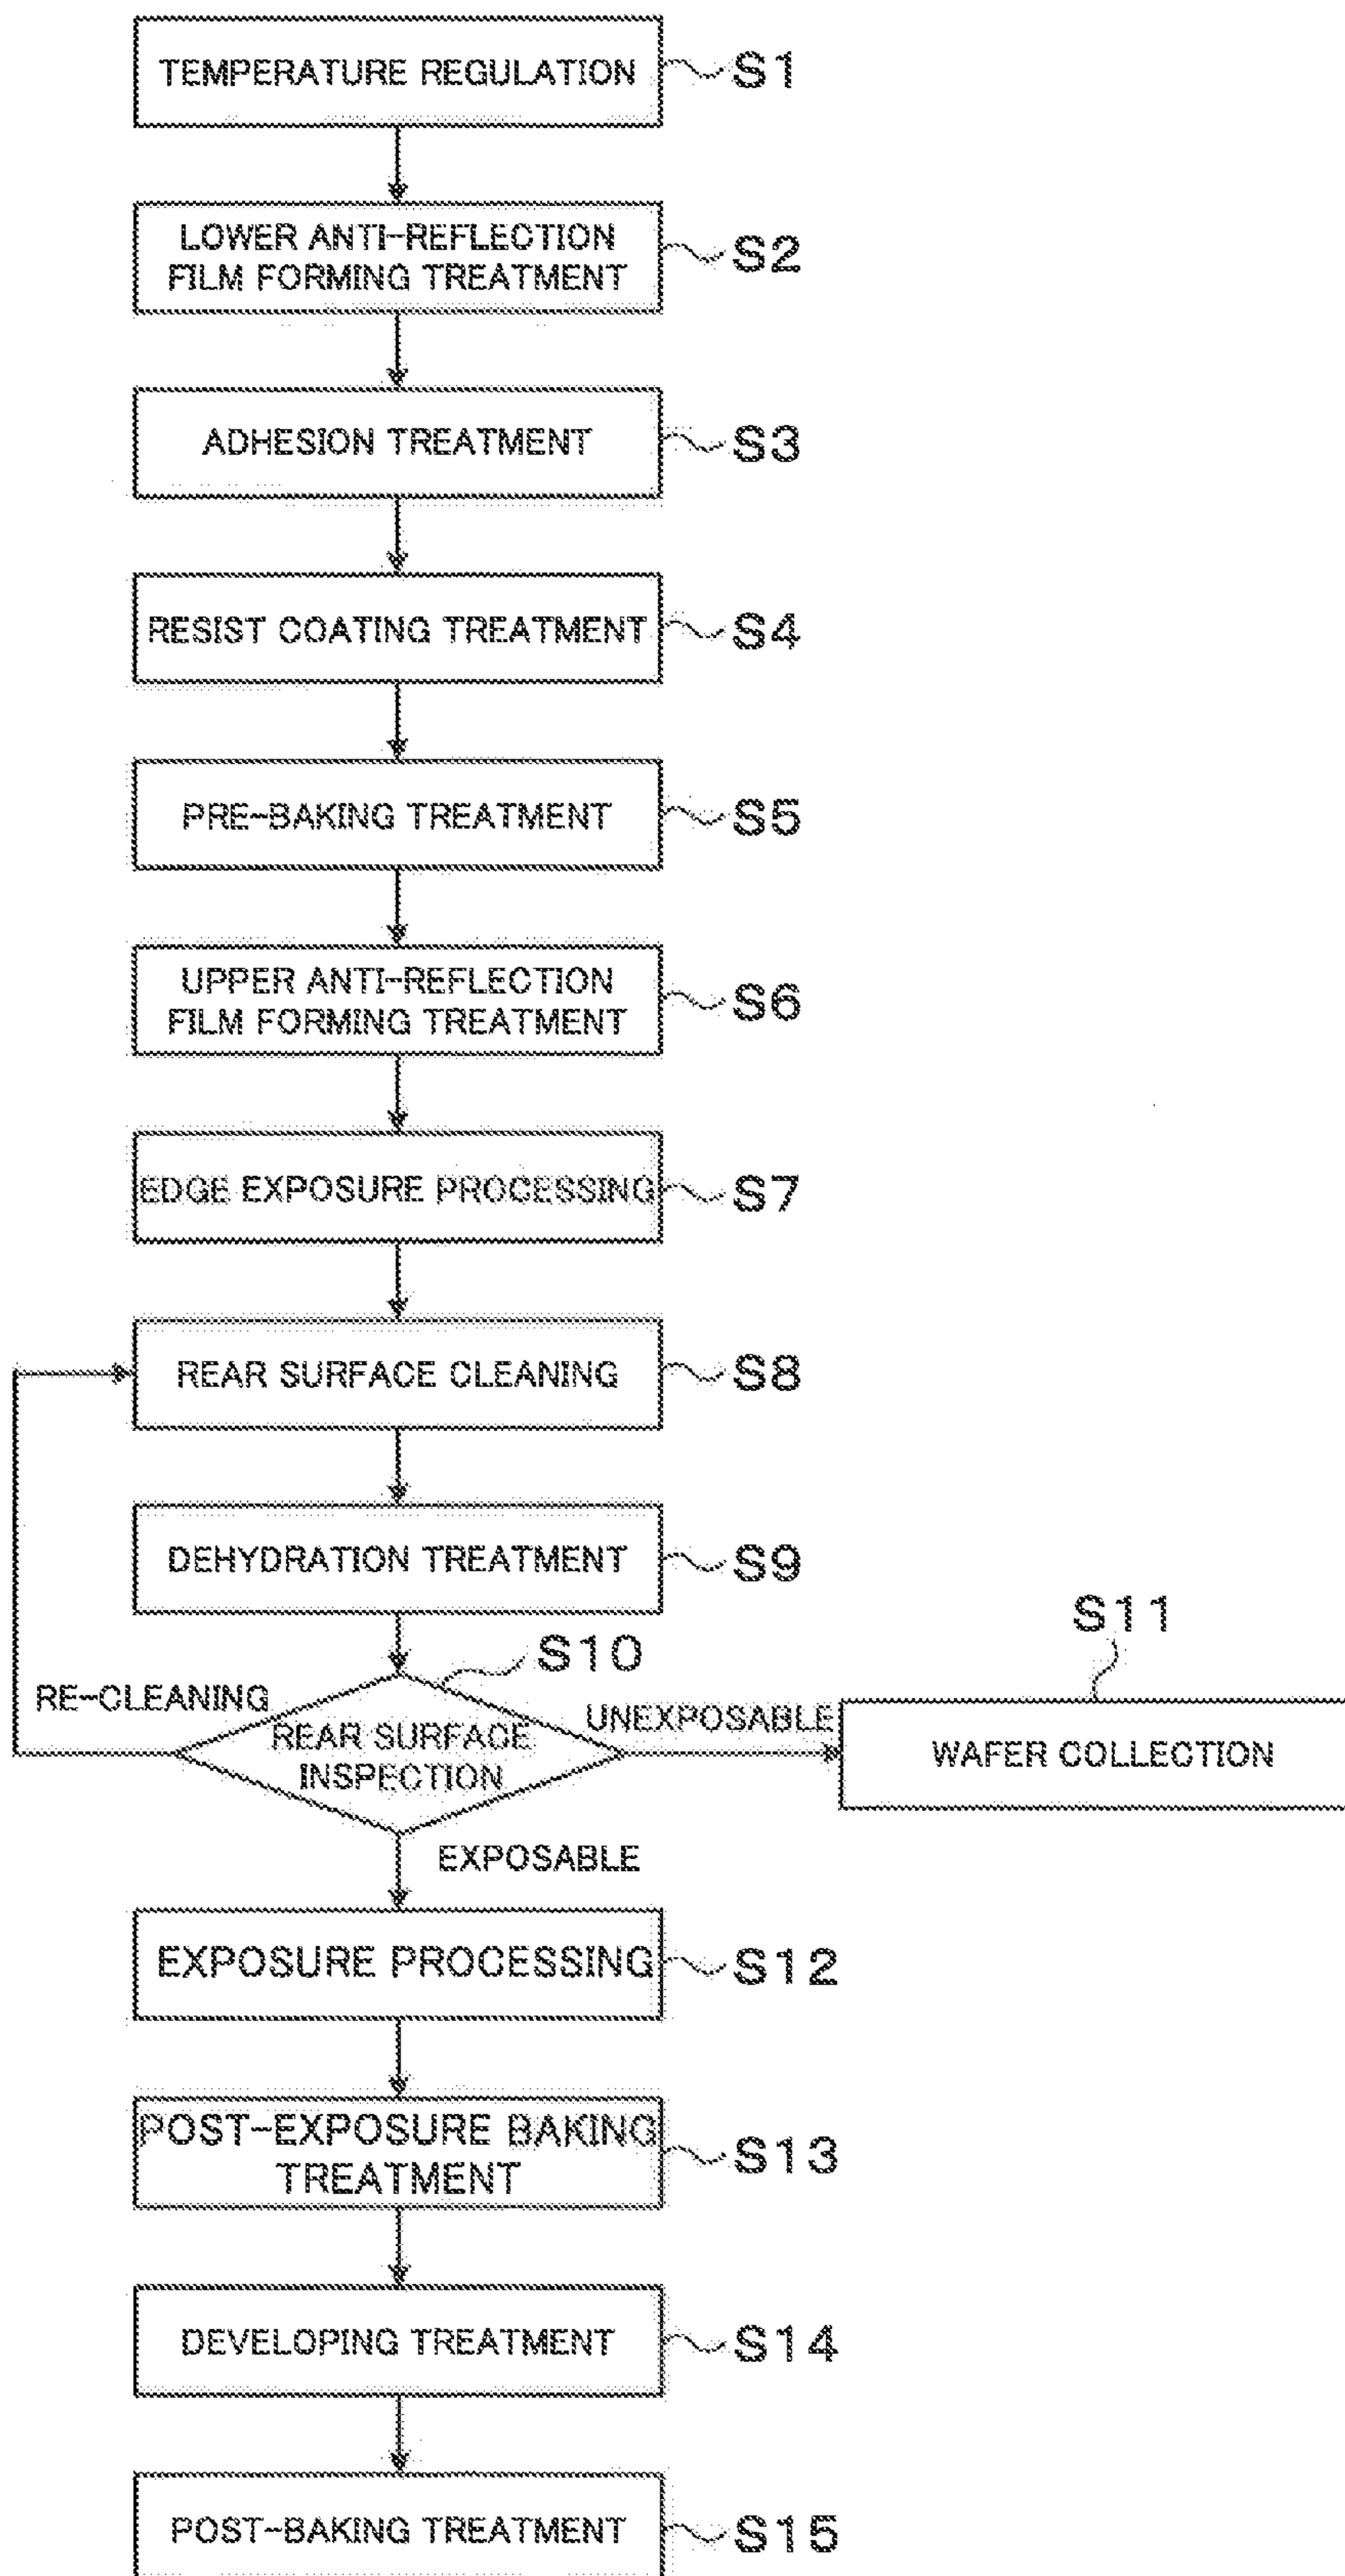 TEMPERATURE REGULATION
S1
LOWER ANTI-REFLECTION
FILM FORMING TREATMENT
S2
ADHESION TREATMENT
S3
RESIST COATING TREATMENT
S4
PRE-BAKING TREATMENT
S5
UPPER ANTI-REFLECTION
FILM FORMING TREATMENT
S6
EDGE EXPOSURE PROCESSING
S7
REAR SURFACE CLEANING
S8
DEHYDRATION TREATMENT
S9
S10
S11
RE-CLEANING
REAR SURFACE
INSPECTION
UNEXPOSABLE
WAFER COLLECTION
EXPOSABLE
EXPOSURE PROCESSING
S12
POST-EXPOSURE BAKING
TREATMENT
S13
DEVELOPING TREATMENT
S14
POST-BAKING TREATMENT
S15